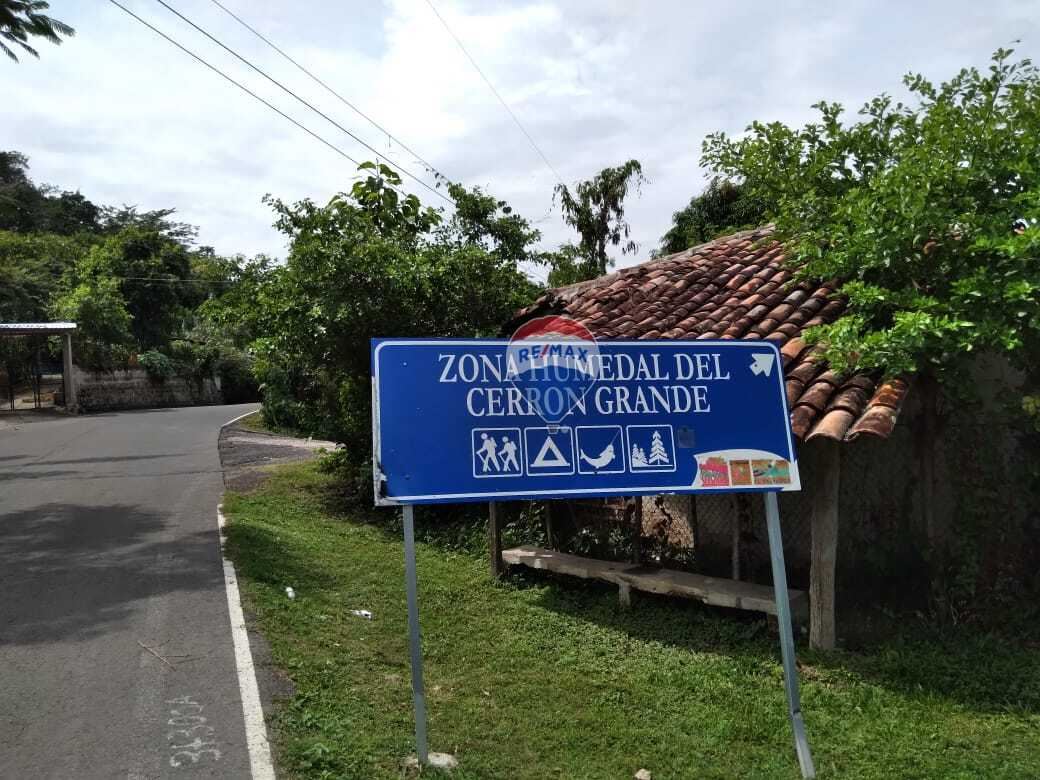 ZONA HUMEDAL DEL
CERRON GRANDE
RE/MAX